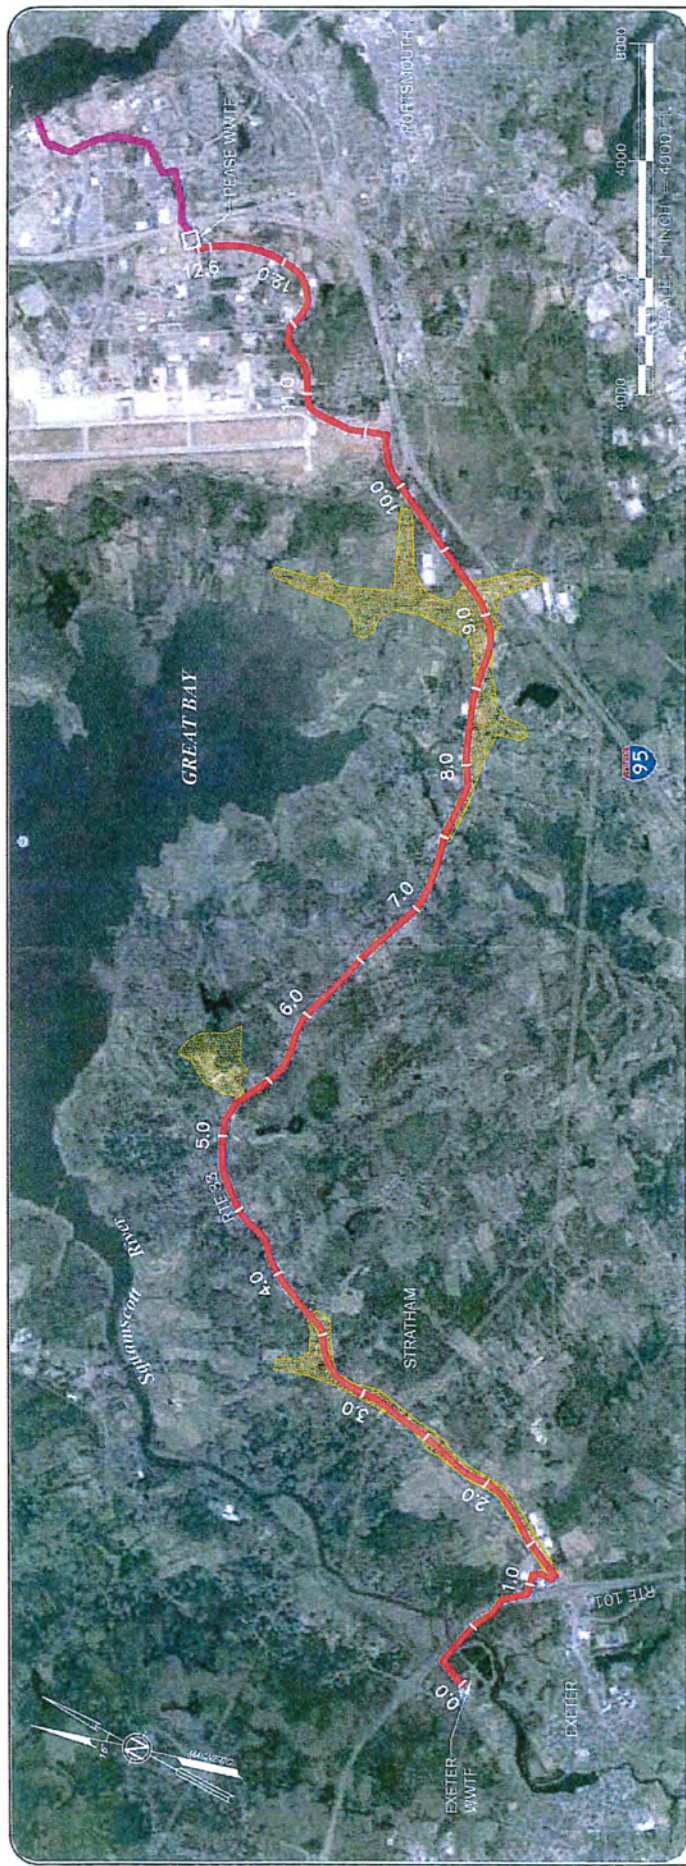 GREAT BAY
Squamscott River
EXETER
WWTF
0.0
1.0
2.0
3.0
4.0
5.0
6.0
7.0
8.0
9.0
10.0
11.0
12.0
12.6
PEASE WWTF
PORTSMOUTH
RTE 33
STRATHAM
RTE 101
EXETER
95
N
16°
4000
0
4000
8000
SCALE: 1 INCH = 4000 FT.